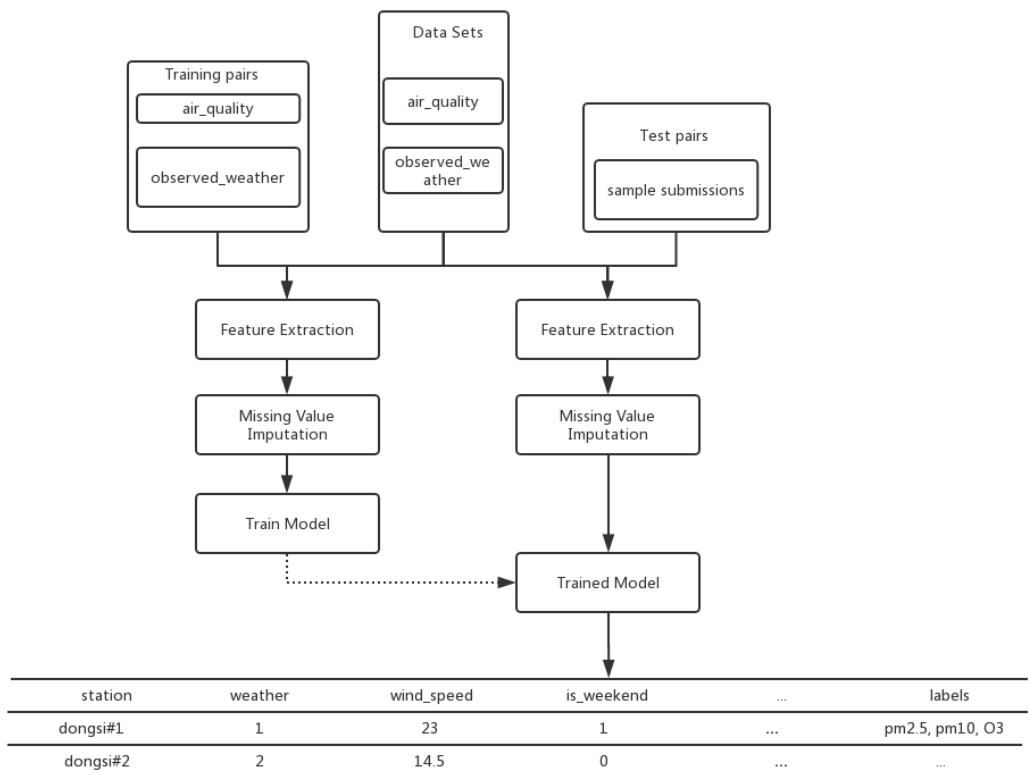 Data Sets
Training pairs
air_quality
air_quality
Test pairs
observed_we
ather
observed_weather
sample submissions
Feature Extraction
Feature Extraction
Missing Value
Imputation
Missing Value
Imputation
Train Model
Trained Model
station weather wind_speed is_weekend ... labels
dongsi#1 1 23 1 ... pm2.5, pm10, O3
dongsi#2 2 14.5 0 ... ...